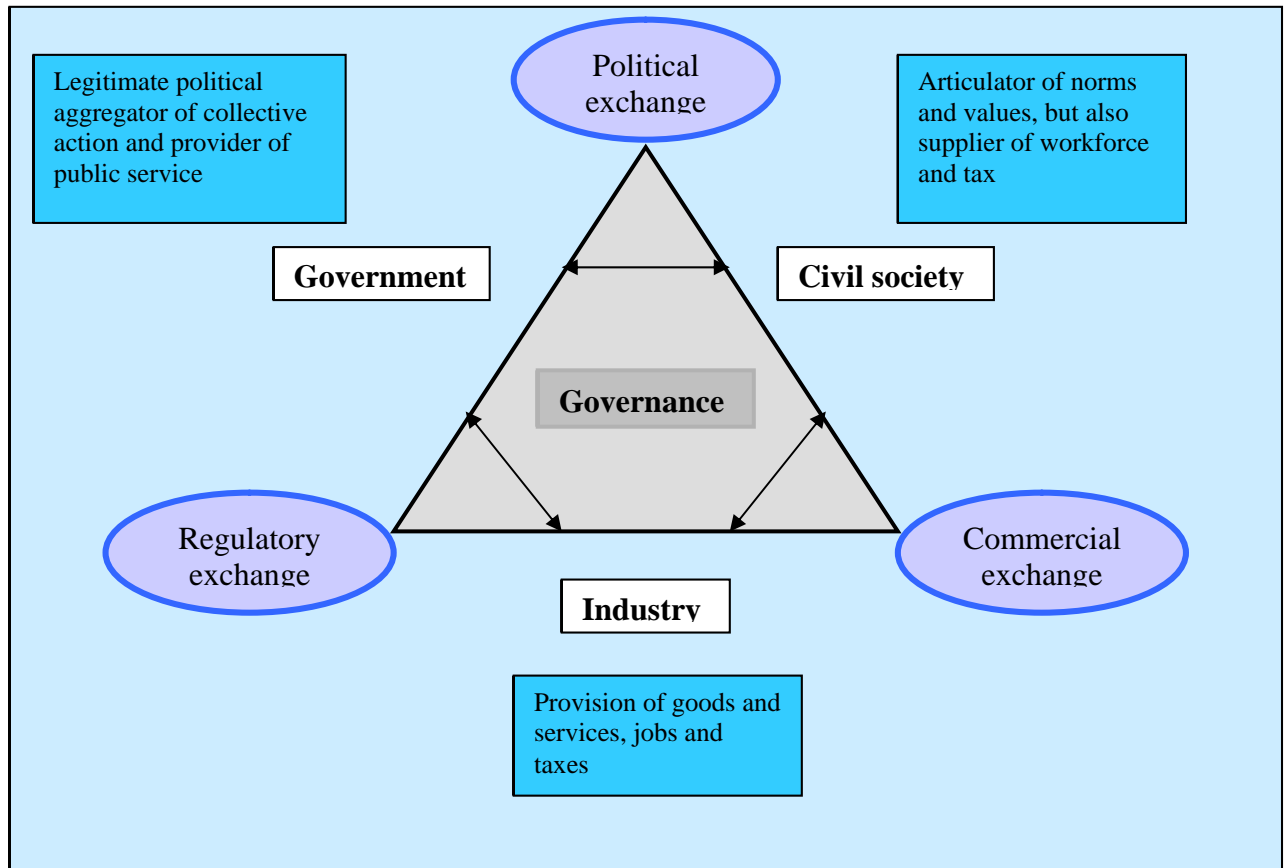 Political
exchange
Legitimate political
aggregator of collective
action and provider of
public service
Articulator of norms
and values, but also
supplier of workforce
and tax
Government
Civil society
Governance
Regulatory
exchange
Commercial
exchange
Industry
Provision of goods and
services, jobs and
taxes